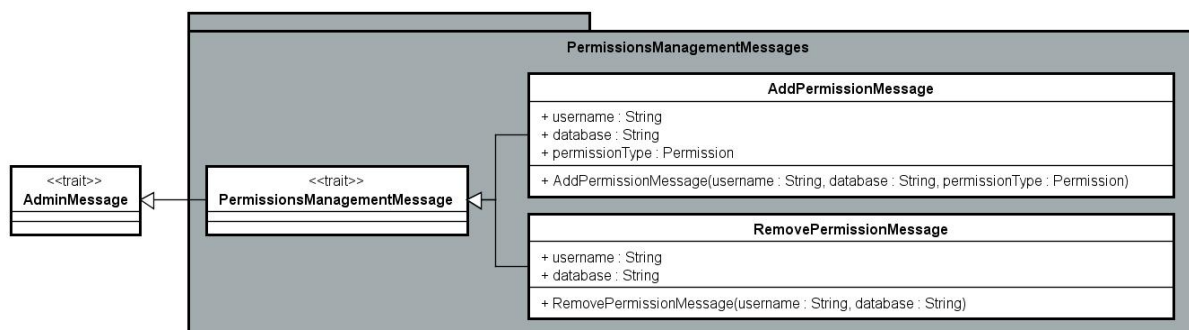 PermissionsManagementMessages
AddPermissionMessage
+ username : String
+ database : String
+ permissionType : Permission
+ AddPermissionMessage(username : String, database : String, permissionType : Permission)
<<trait>>
AdminMessage
<<trait>>
PermissionsManagementMessage
RemovePermissionMessage
+ username : String
+ database : String
+ RemovePermissionMessage(username : String, database : String)